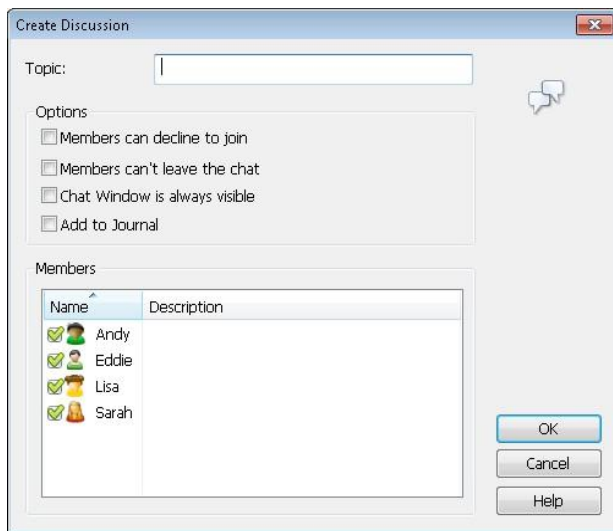 Create Discussion
Topic:
Options
Members can decline to join
Members can't leave the chat
Chat Window is always visible
Add to Journal
Members
Name Description
Andy
Eddie
Lisa
Sarah
OK
Cancel
Help